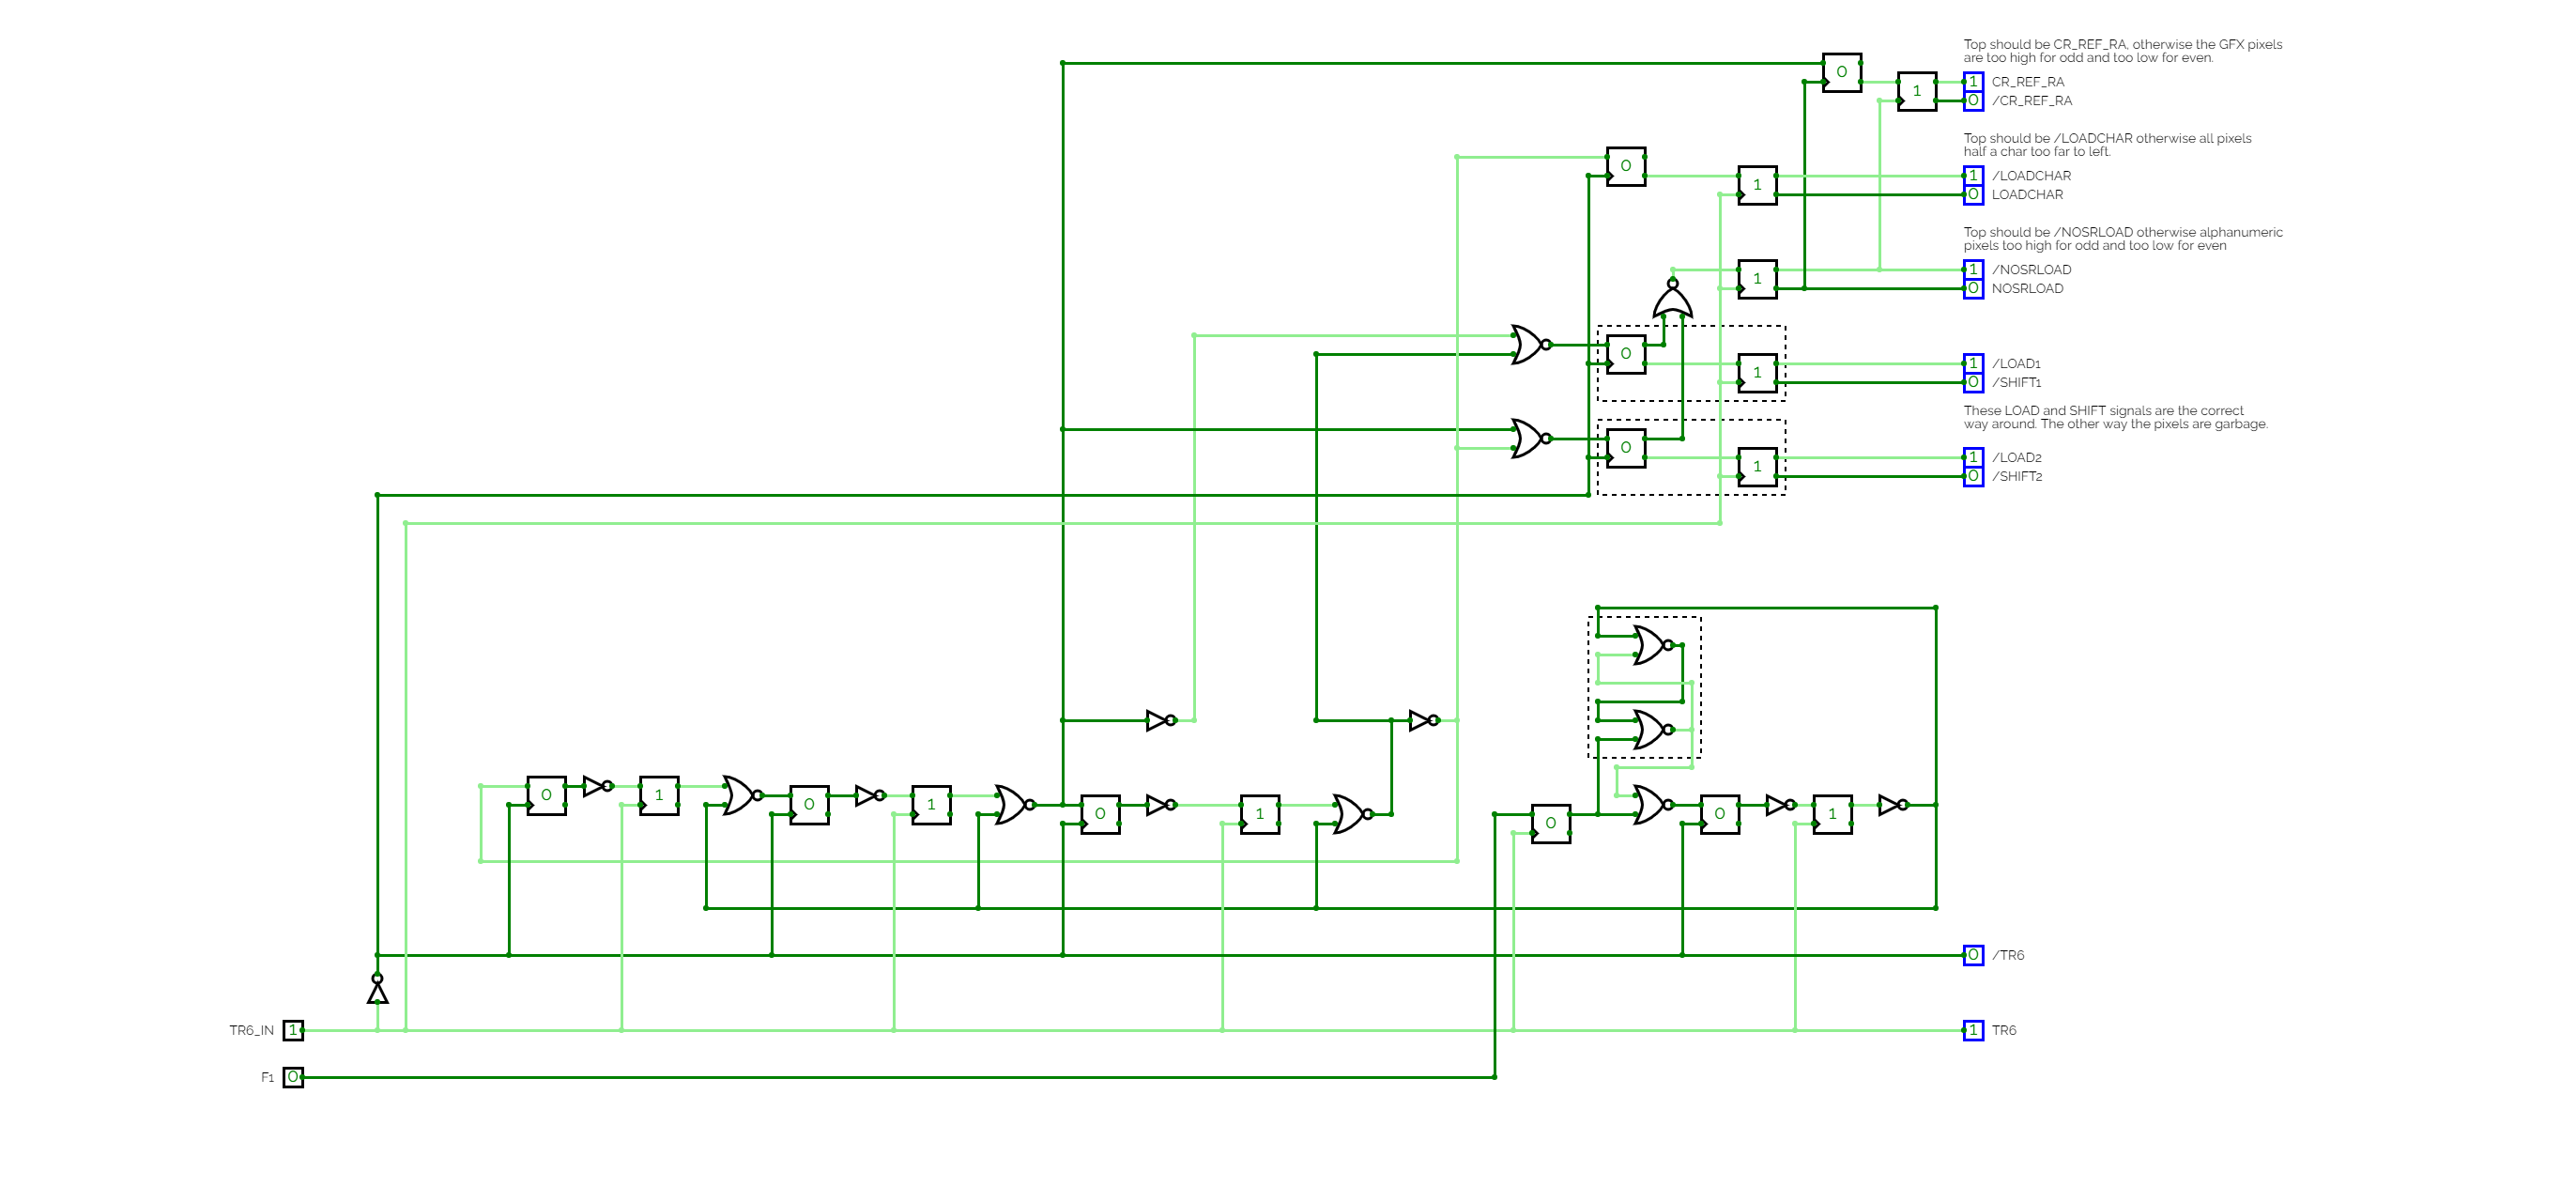 Top should be CR_REF_RA, otherwise the GFX pixels
are too high for odd and too low for even.
0
1
1 CR_REF_RA
0 /CR_REF_RA
Top should be /LOADCHAR otherwise all pixels
half a char too far to left.
0
1
1 /LOADCHAR
0 LOADCHAR
Top should be /NOSRLOAD otherwise alphanumeric
pixels too high for odd and too low for even
1
1 /NOSRLOAD
0 NOSRLOAD
0
1
1 /LOAD1
0 /SHIFT1
These LOAD and SHIFT signals are the correct
way around. The other way the pixels are garbage.
0
1
1 /LOAD2
0 /SHIFT2
0
1
0
1
0
1
0
0
1
0 /TR6
TR6_IN 1
1 TR6
F1 0